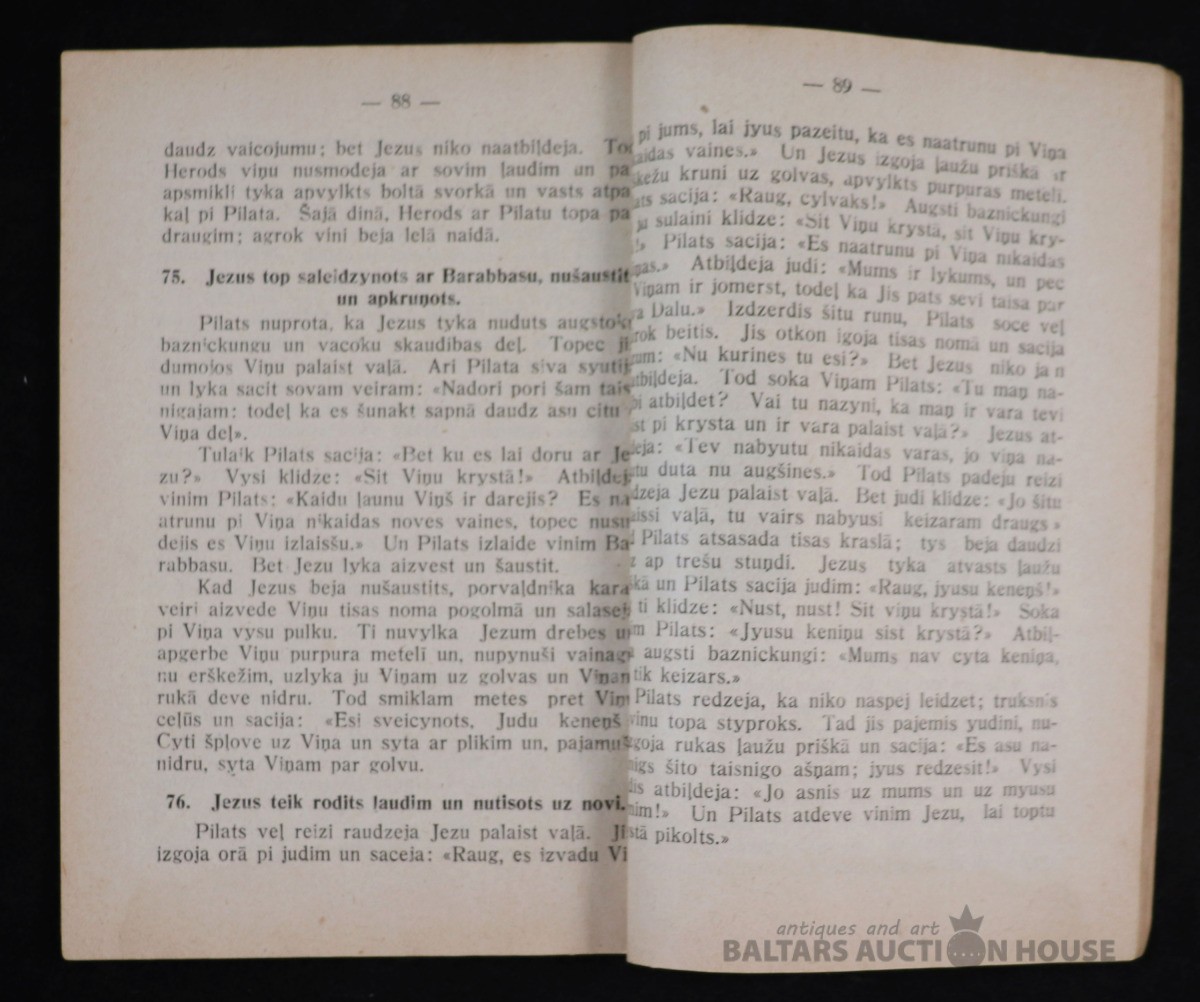 — 88 —
daudz vaicojumu; bet Jezus niko naatbiļdeja.
Herods viņu nusmodeja ar sovim ļaudim un
apsmikli tyka apvylkts boltā svorkā un vasts
kaļ pi Pilata. Šajā dinā, Herods ar Pilatu topa
draugim; agrok vini beja lelā naidā.
75. Jezus top saleidzynots ar Barabbasu, nušaustit
un apkruņots.
Pilats nuprota, ka Jezus tyka nuduts
baznickungu un vacoku skaudibas deļ. Topec
dumoļos Viņu palaist vaļā. Ari Pilata siva
un lyka sacit sovam veiram: «Nadori pori šam
nigajam: todeļ ka es šunakt sapnā daudz asu citu
Viņa deļ».
Tulaik Pilats sacija: «Bet ku es lai doru ar Je-
zu?» Vysi klidze: «Sit Viņu krystā!»
vinim Pilats: «Kaidu ļaunu Viņš ir darejis? Es
atrunu pi Viņa nikaidas noves vaines, topec
dejis es Viņu izlaisšu.» Un Pilats izlaide vinim Ba-
rabbasu. Bet Jezu lyka aizvest un šaustit.
Kad Jezus beja nušaustits, porvaļdnika
veiri aizvede Viņu tisas noma pogolmā un
pi Viņa vysu pulku. Ti nuvylka Jezum drebes
apgerbe Viņu purpura metelī un, nupynuši
nu erškežim, uzlyka ju Viņam uz golvas un
rukā deve nidru. Tod smiklam metes pret
ceļūs un sacija: «Esi sveicynots, Judu keneņš
Cyti špļove uz Viņa un syta ar plikim un,
nidru, syta Viņam par golvu.
76. Jezus teik rodits ļaudim un nutisots uz novi.
Pilats veļ reizi raudzeja Jezu palaist vaļā.
izgoja orā pi judim un saceja: «Raug, es izvadu
— 89 —
pi jums, lai jyus pazeitu, ka es naatrunu pi Viņa
vaines.» Un Jezus izgoja ļaužu priškā ar
kruni uz golvas, apvylkts purpuras meteli.
sacija: «Raug, cylvaks!» Augsti baznickungi
sulaini klidze: «Sit Viņu krystā, sit Viņu kry-
Pilats sacija: «Es naatrunu pi Viņa nikaidas
Atbiļdeja judi: «Mums ir lykums, un pec
Viņam ir jomerst, todeļ ka Jis pats sevi taisa par
Dalu.» Izdzerdis šitu runu, Pilats soce veļ
beitis. Jis otkon igoja tisas nomā un sacija
«Nu kurines tu esi?» Bet Jezus niko
Tod soka Viņam Pilats: «Tu maņ na-
atbiļdet? Vai tu nazyni, ka maņ ir vara tevi
pi krysta un ir vara palaist vaļā?» Jezus at-
«Tev nabyutu nikaidas varas, jo viņa na-
duta nu augšines.» Tod Pilats padeju reizi
Jezu palaist vaļā. Bet judi klidze: «Jo šitu
vaļā, tu vairs nabyusi keizaram draugs»
Pilats atsasada tisas kraslā; tys beja daudzi
ap trešu stuņdi. Jezus tyka atvasts ļaužu
un Pilats sacija judim: «Raug, jyusu keneņš!»
ti klidze: «Nust, nust! Sit viņu krystā!» Soka
Pilats: «Jyusu keniņu sist krystā?» Atbiļ-
augsti baznickungi: «Mums nav cyta keniņa,
tik keizars.»
Pilats redzeja, ka niko naspej leidzet; truksnis
topa styproks. Tad jis pajemis yudini, nu-
rukas ļaužu priškā un sacija: «Es asu na-
šito taisnigo ašņam; jyus redzesit!» Vysi
atbiļdeja: «Jo asnis uz mums un uz myusu
Un Pilats atdeve vinim Jezu, lai toptu
pikolts.»
antiques and art
BALTARS AUCTION HOUSE